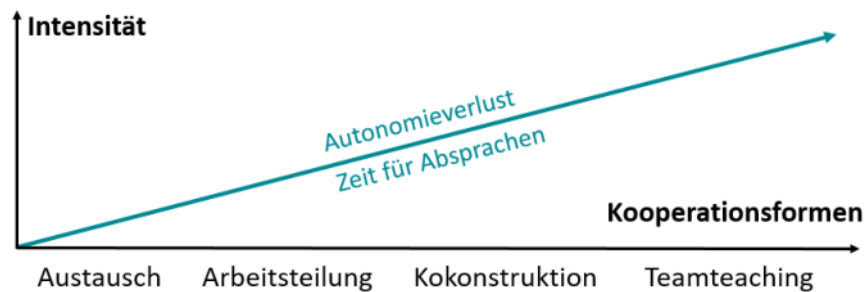 Intensität
Autonomieverlust
Zeit für Absprachen
Kooperationsformen
Austausch Arbeitsteilung Kokonstruktion Teamteaching